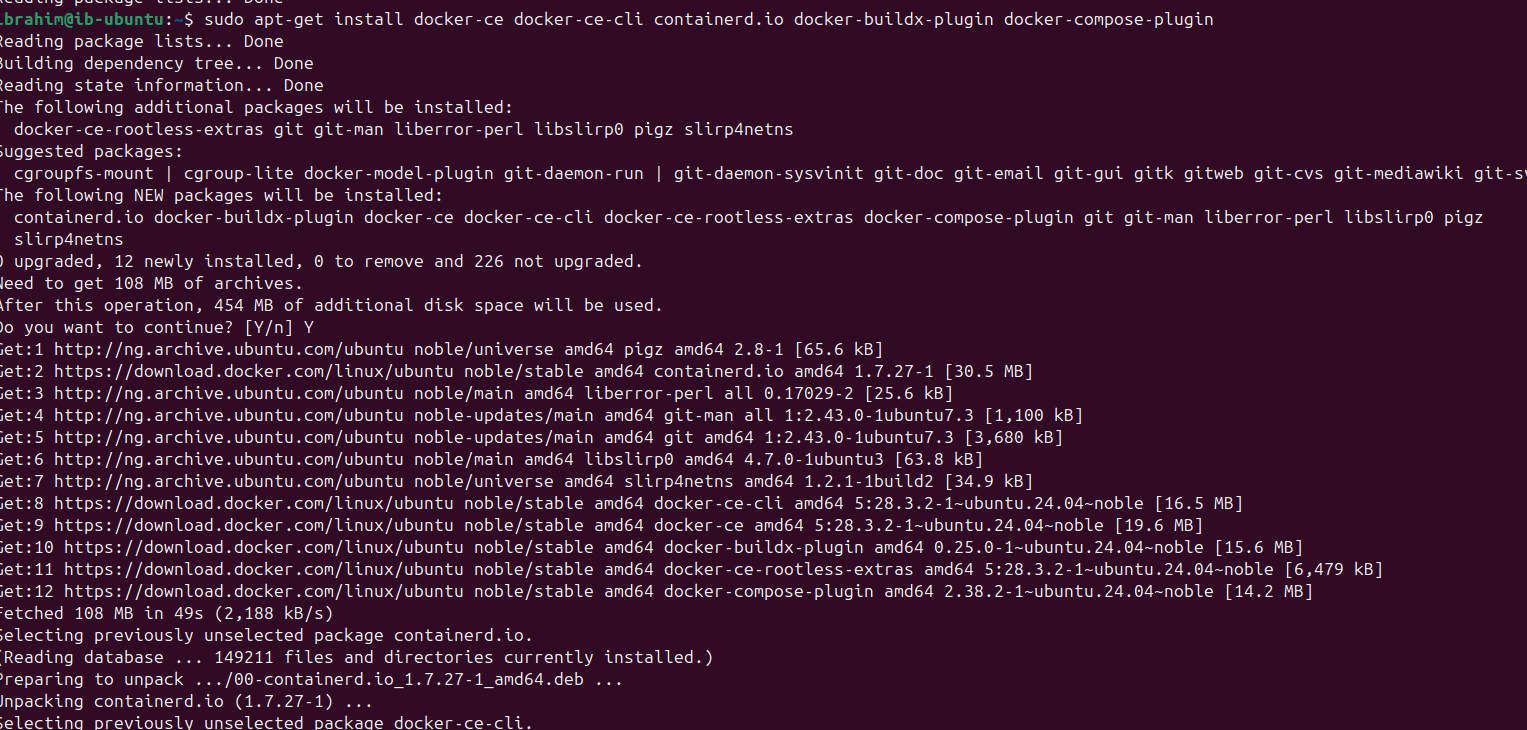 Reading package lists... Done
ibrahim@ib-ubuntu:~$ sudo apt-get install docker-ce docker-ce-cli containerd.io docker-buildx-plugin docker-compose-plugin
Reading package lists... Done
Building dependency tree... Done
Reading state information... Done
The following additional packages will be installed:
  docker-ce-rootless-extras git git-man liberror-perl libslirp0 pigz slirp4netns
Suggested packages:
  cgroupfs-mount | cgroup-lite docker-model-plugin git-daemon-run | git-daemon-sysvinit git-doc git-email git-gui gitk gitweb git-cvs git-mediawiki git-sv
The following NEW packages will be installed:
  containerd.io docker-buildx-plugin docker-ce docker-ce-cli docker-ce-rootless-extras docker-compose-plugin git git-man liberror-perl libslirp0 pigz
  slirp4netns
0 upgraded, 12 newly installed, 0 to remove and 226 not upgraded.
Need to get 108 MB of archives.
After this operation, 454 MB of additional disk space will be used.
Do you want to continue? [Y/n] Y
Get:1 http://ng.archive.ubuntu.com/ubuntu noble/universe amd64 pigz amd64 2.8-1 [65.6 kB]
Get:2 https://download.docker.com/linux/ubuntu noble/stable amd64 containerd.io amd64 1.7.27-1 [30.5 MB]
Get:3 http://ng.archive.ubuntu.com/ubuntu noble/main amd64 liberror-perl all 0.17029-2 [25.6 kB]
Get:4 http://ng.archive.ubuntu.com/ubuntu noble-updates/main amd64 git-man all 1:2.43.0-1ubuntu7.3 [1,100 kB]
Get:5 http://ng.archive.ubuntu.com/ubuntu noble-updates/main amd64 git amd64 1:2.43.0-1ubuntu7.3 [3,680 kB]
Get:6 http://ng.archive.ubuntu.com/ubuntu noble/main amd64 libslirp0 amd64 4.7.0-1ubuntu3 [63.8 kB]
Get:7 http://ng.archive.ubuntu.com/ubuntu noble/universe amd64 slirp4netns amd64 1.2.1-1build2 [34.9 kB]
Get:8 https://download.docker.com/linux/ubuntu noble/stable amd64 docker-ce-cli amd64 5:28.3.2-1~ubuntu.24.04~noble [16.5 MB]
Get:9 https://download.docker.com/linux/ubuntu noble/stable amd64 docker-ce amd64 5:28.3.2-1~ubuntu.24.04~noble [19.6 MB]
Get:10 https://download.docker.com/linux/ubuntu noble/stable amd64 docker-buildx-plugin amd64 0.25.0-1~ubuntu.24.04~noble [15.6 MB]
Get:11 https://download.docker.com/linux/ubuntu noble/stable amd64 docker-ce-rootless-extras amd64 5:28.3.2-1~ubuntu.24.04~noble [6,479 kB]
Get:12 https://download.docker.com/linux/ubuntu noble/stable amd64 docker-compose-plugin amd64 2.38.2-1~ubuntu.24.04~noble [14.2 MB]
Fetched 108 MB in 49s (2,188 kB/s)
Selecting previously unselected package containerd.io.
(Reading database ... 149211 files and directories currently installed.)
Preparing to unpack .../00-containerd.io_1.7.27-1_amd64.deb ...
Unpacking containerd.io (1.7.27-1) ...
Selecting previously unselected package docker-ce-cli.